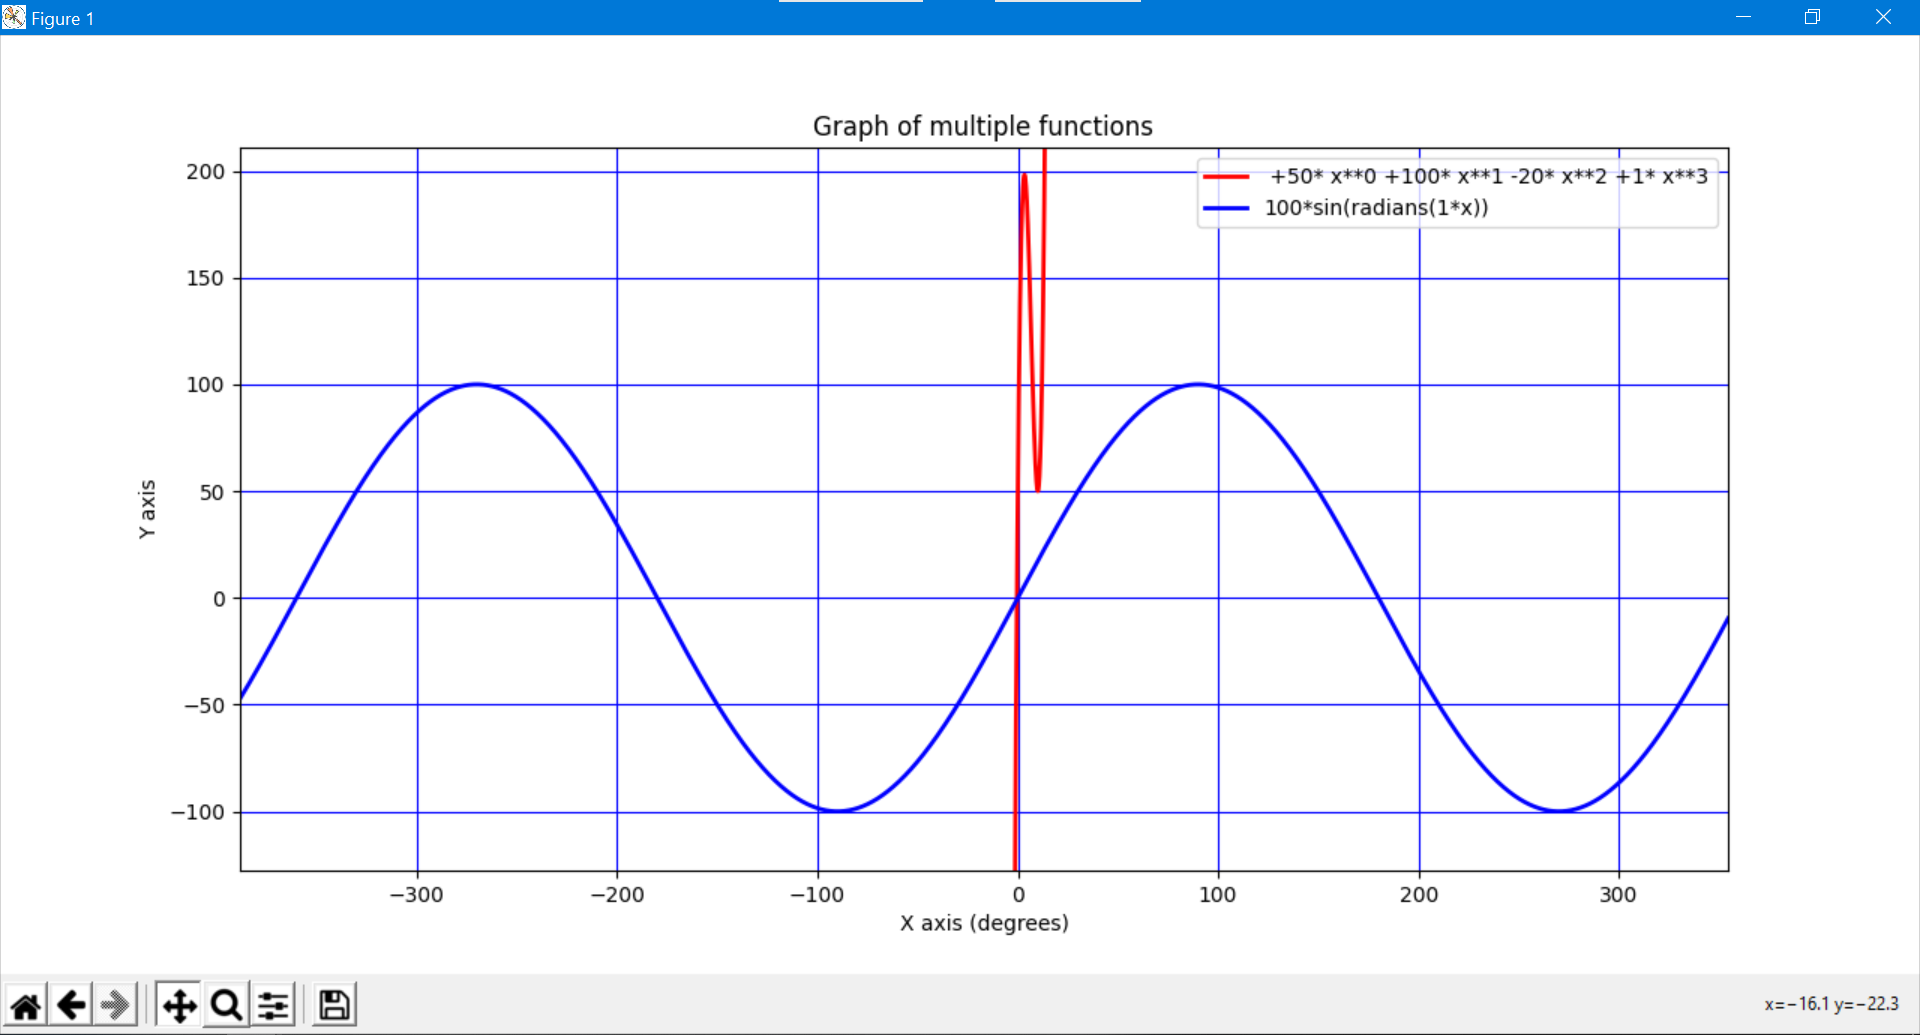 Figure 1
Graph of multiple functions
+50* x**0 +100* x**1 -20* x**2 +1* x**3
100*sin(radians(1*x))
200
150
100
50
0
−50
−100
Y axis
−300 −200 −100 0 100 200 300
X axis (degrees)
x=−16.1 y=−22.3